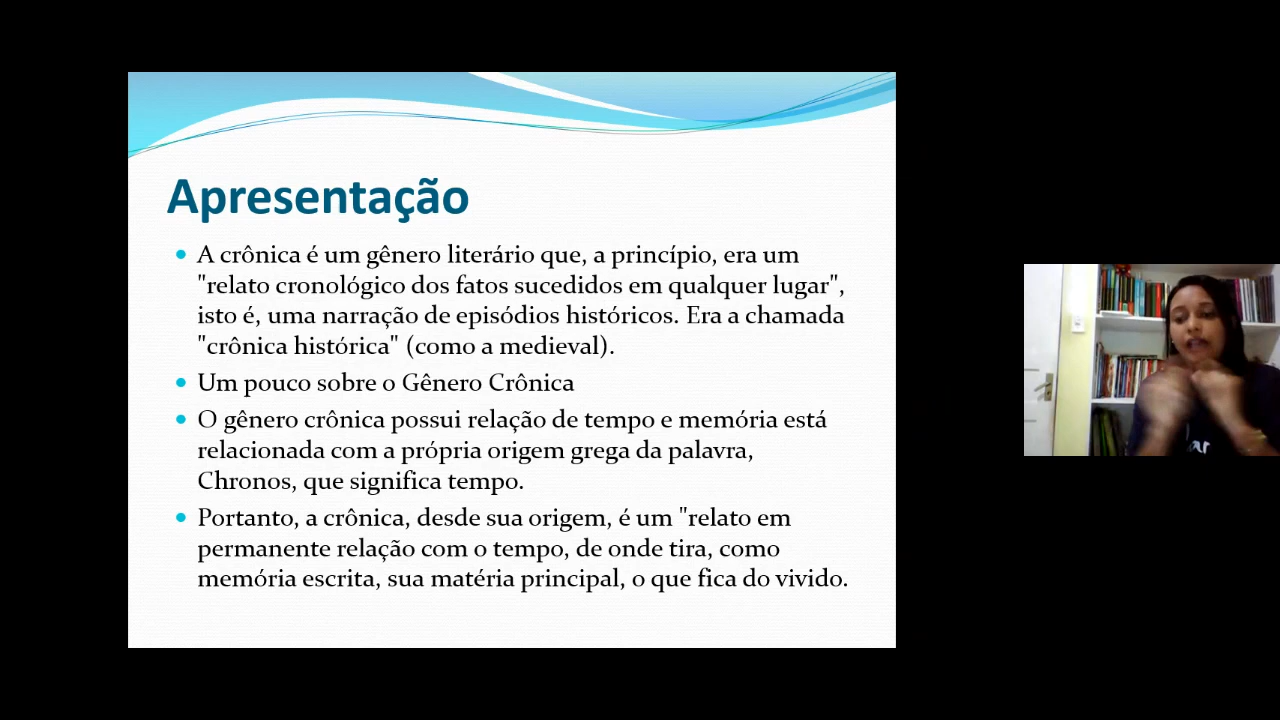 Apresentação
A crônica é um gênero literário que, a princípio, era um
"relato cronológico dos fatos sucedidos em qualquer lugar",
isto é, uma narração de episódios históricos. Era a chamada
"crônica histórica" (como a medieval).
Um pouco sobre o Gênero Crônica
O gênero crônica possui relação de tempo e memória está
relacionada com a própria origem grega da palavra,
Chronos, que significa tempo.
Portanto, a crônica, desde sua origem, é um "relato em
permanente relação com o tempo, de onde tira, como
memória escrita, sua matéria principal, o que fica do vivido.